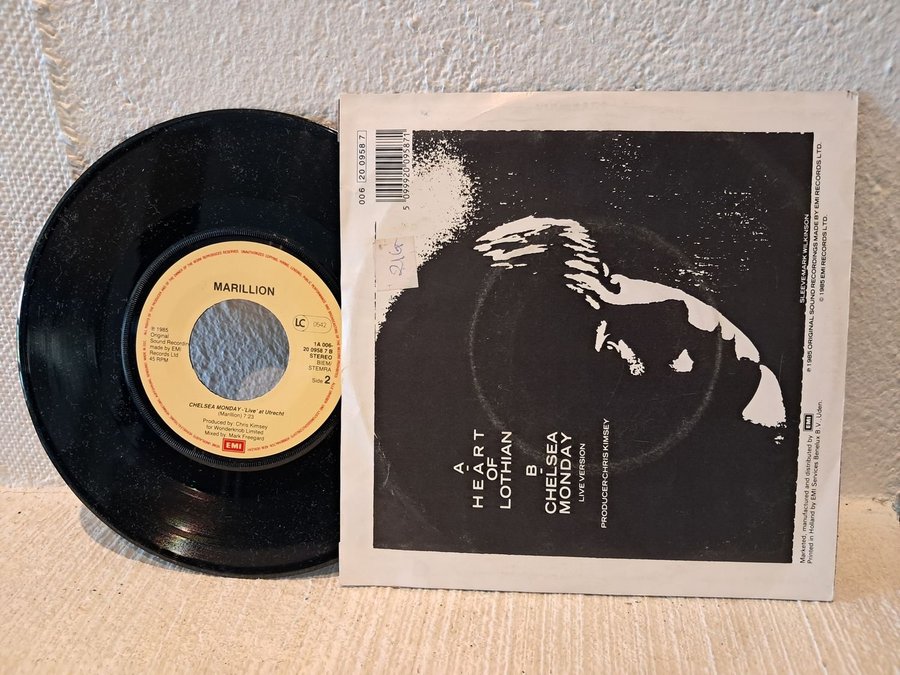 MARILLION
℗ 1985
Original
Sound Recordings
made by EMI
Records Ltd
45 RPM
LC 0542
1A 006-
20 0958 7 B
STEREO
BIEM/
STEMRA
Side 2
CHELSEA MONDAY - 'Live' at Utrecht
(Marillion) 7:23
Produced by: Chris Kimsey
for Wonderknob Limited
Mixed by: Mark Freegard
EMI
006 | 20 0958 7
5 099920 095871
A
HEART
OF
LOTHIAN
B
CHELSEA
MONDAY
LIVE VERSION
PRODUCER·CHRIS KIMSEY
SLEEVE·MARK WILKINSON
℗ 1985 ORIGINAL SOUND RECORDINGS MADE BY EMI RECORDS LTD.
© 1985 EMI RECORDS LTD.
EMI
Marketed, manufactured and distributed by
Printed in Holland by EMI Services Benelux B.V., Uden.